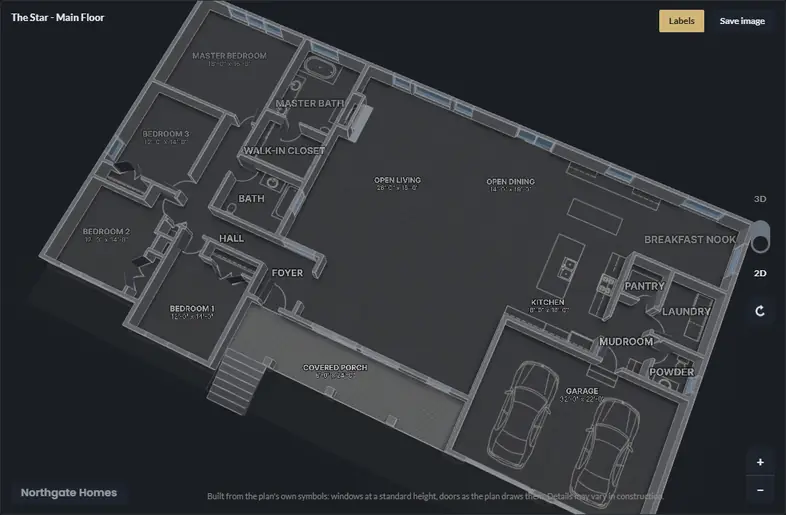 The Star - Main Floor
Labels
Save image
MASTER BEDROOM
MASTER BATH
BEDROOM 3
WALK-IN CLOSET
OPEN LIVING
OPEN DINING
BATH
3D
BEDROOM 2
HALL
BREAKFAST NOOK
FOYER
2D
PANTRY
BEDROOM 1
KITCHEN
LAUNDRY
MUDROOM
COVERED PORCH
POWDER
GARAGE
+
Northgate Homes
Built from the plan's own symbols: windows at a standard height, doors as the plan draws them. Details may vary in construction.
−